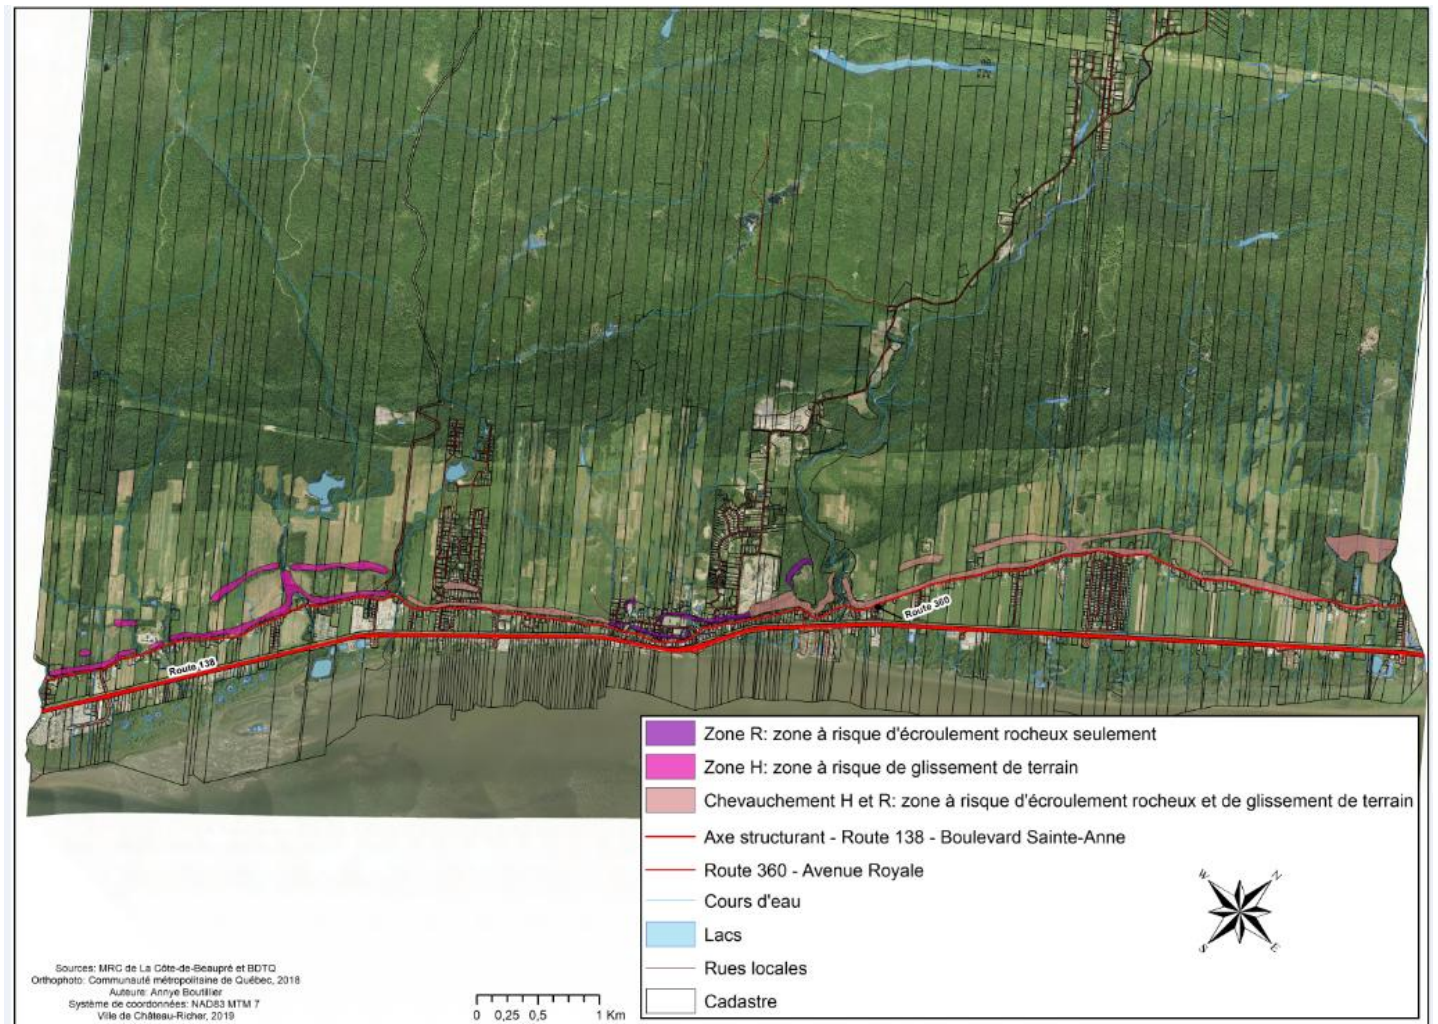 Route 360
Route 138
Zone R: zone à risque d'écroulement rocheux seulement
Zone H: zone à risque de glissement de terrain
Chevauchement H et R: zone à risque d'écroulement rocheux et de glissement de terrain
Axe structurant - Route 138 - Boulevard Sainte-Anne
Route 360 - Avenue Royale
Cours d'eau
Lacs
Rues locales
Cadastre
W N
S E
Sources: MRC de La Côte-de-Beaupré et BDTQ
Orthophoto: Communauté métropolitaine de Québec, 2018
Auteure: Annye Boutillier
Système de coordonnées: NAD83 MTM 7
Ville de Château-Richer, 2019
0 0,25 0,5 1 Km